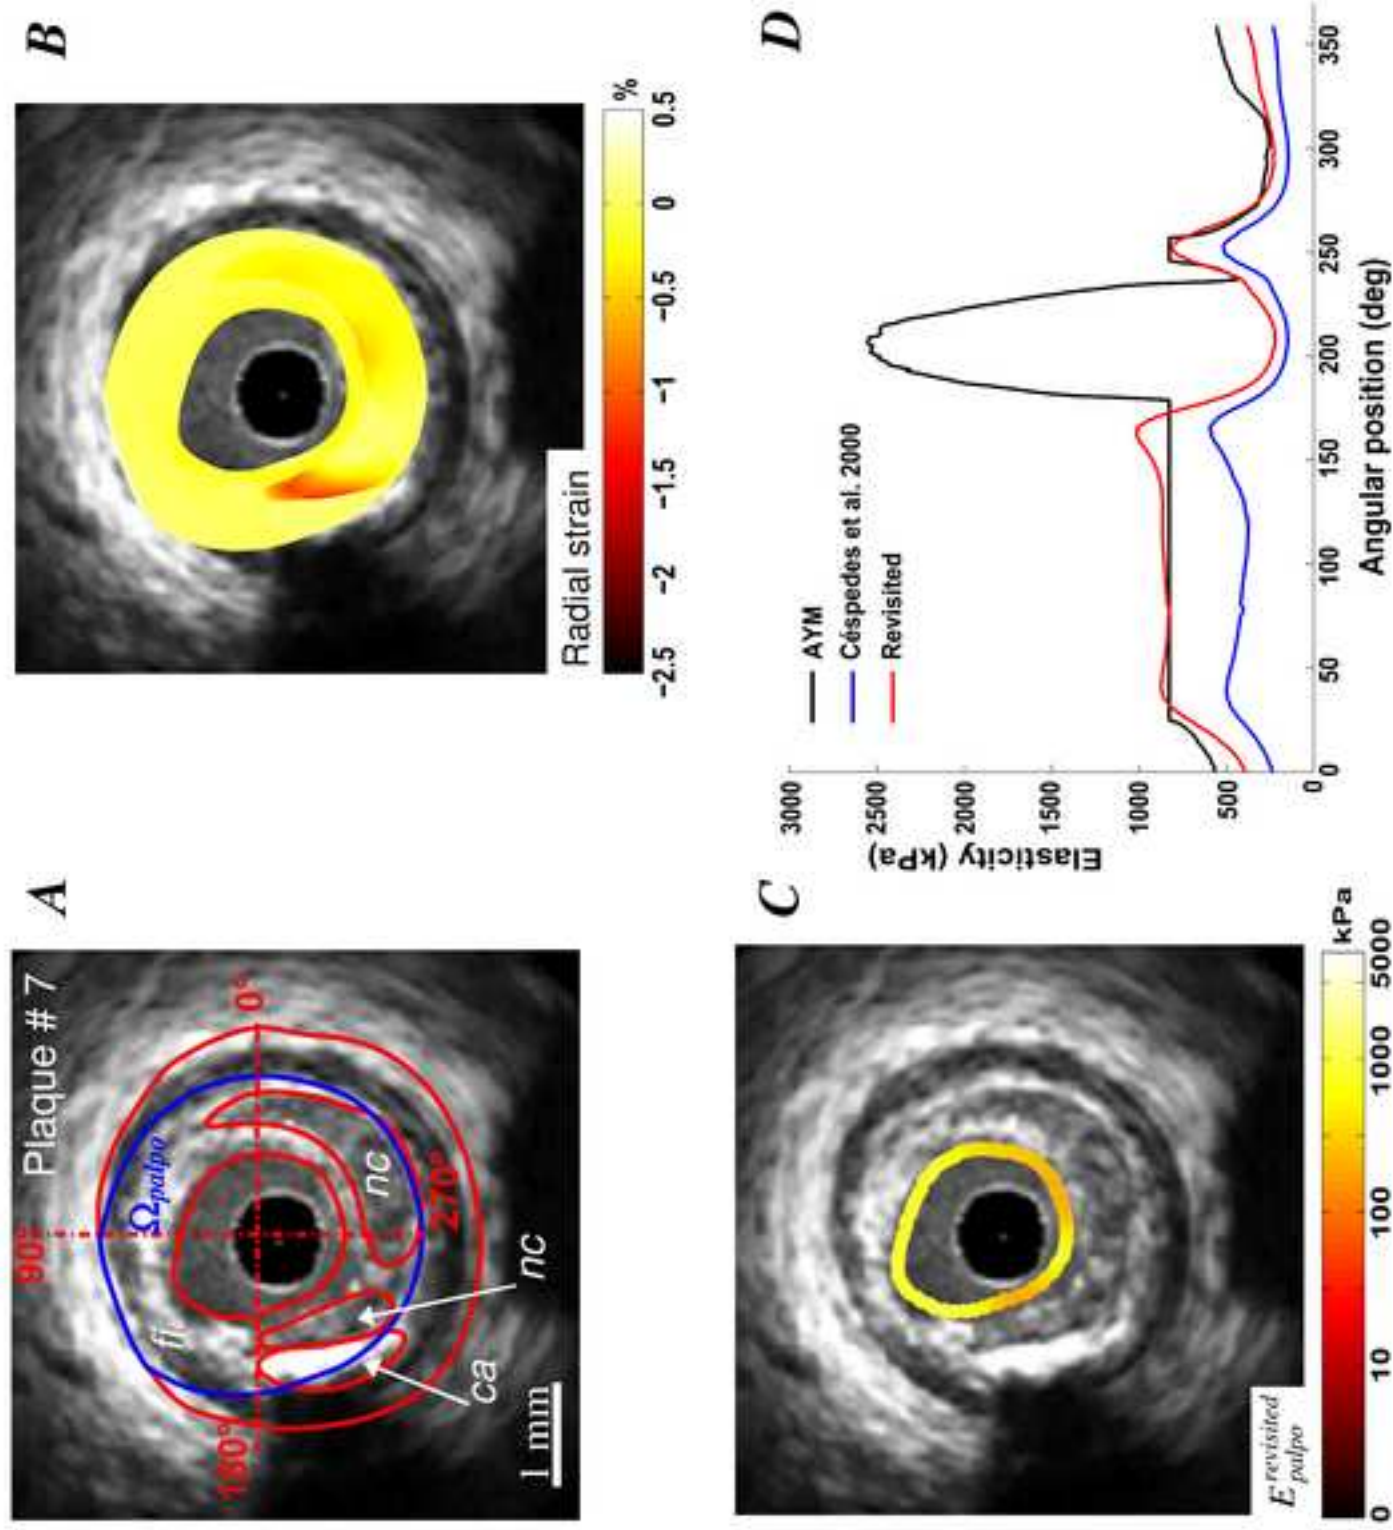 A
Plaque # 7
90°
Ωpalpo
0°
fi
180°
nc
270°
nc
ca
1 mm
B
Radial strain
%
−2.5 −2 −1.5 −1 −0.5 0 0.5
C
E revisited palpo
kPa
0 10 100 1000 5000
D
AYM
Céspedes et al. 2000
Revisited
Elasticity (kPa)
3000
2500
2000
1500
1000
500
0
0 50 100 150 200 250 300 350
Angular position (deg)